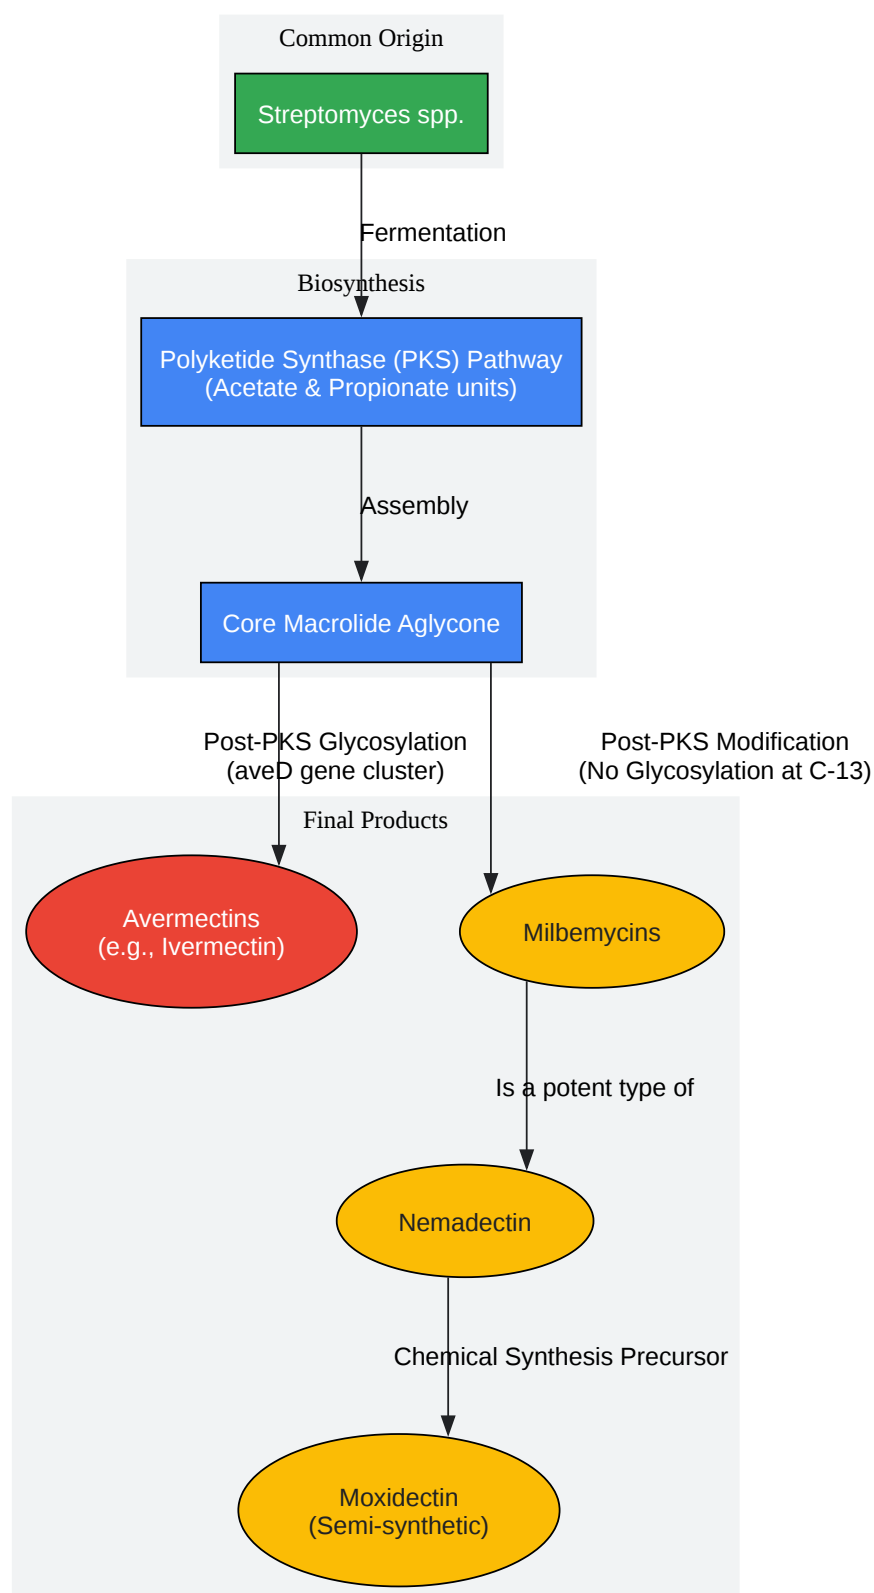 Common Origin
Streptomyces spp.
Fermentation
Biosynthesis
Polyketide Synthase (PKS) Pathway
(Acetate & Propionate units)
Assembly
Core Macrolide Aglycone
Post-PKS Glycosylation
(aveD gene cluster)
Post-PKS Modification
(No Glycosylation at C-13)
Final Products
Avermectins
(e.g., Ivermectin)
Milbemycins
Is a potent type of
Nemadectin
Chemical Synthesis Precursor
Moxidectin
(Semi-synthetic)